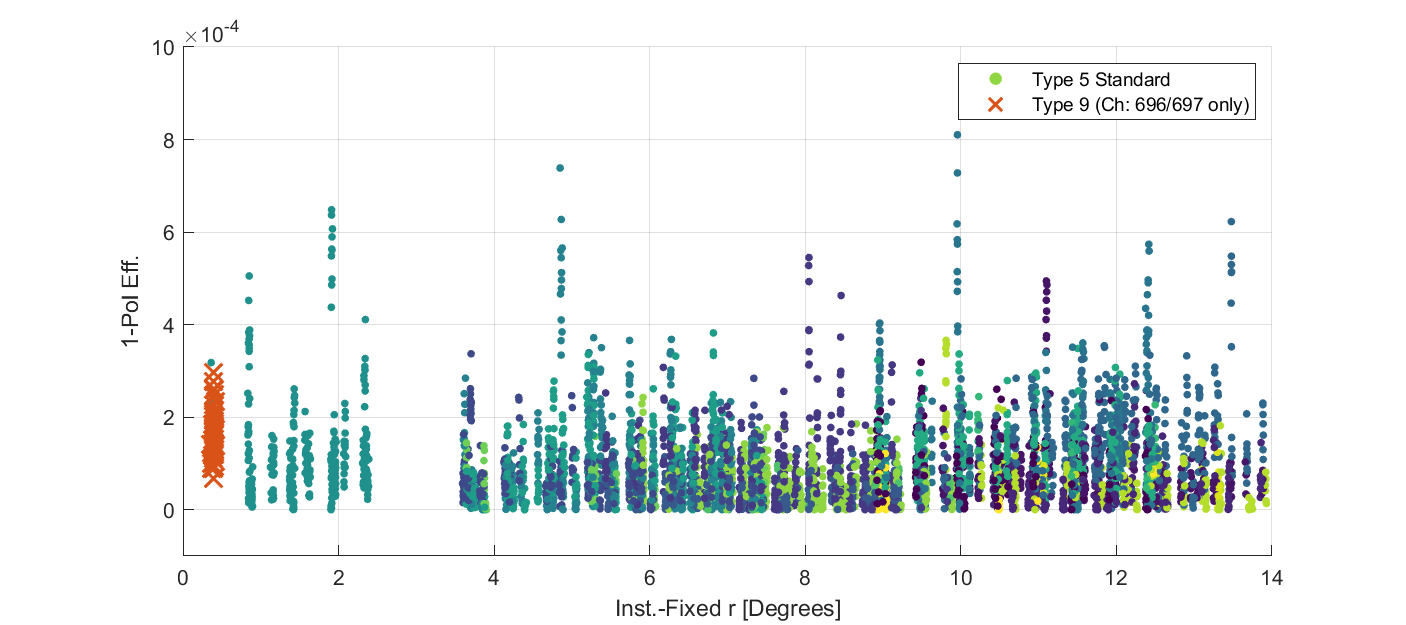 ×10-4
10
8
6
4
2
0
1-Pol Eff.
Type 5 Standard
Type 9 (Ch: 696/697 only)
0 2 4 6 8 10 12 14
Inst.-Fixed r [Degrees]